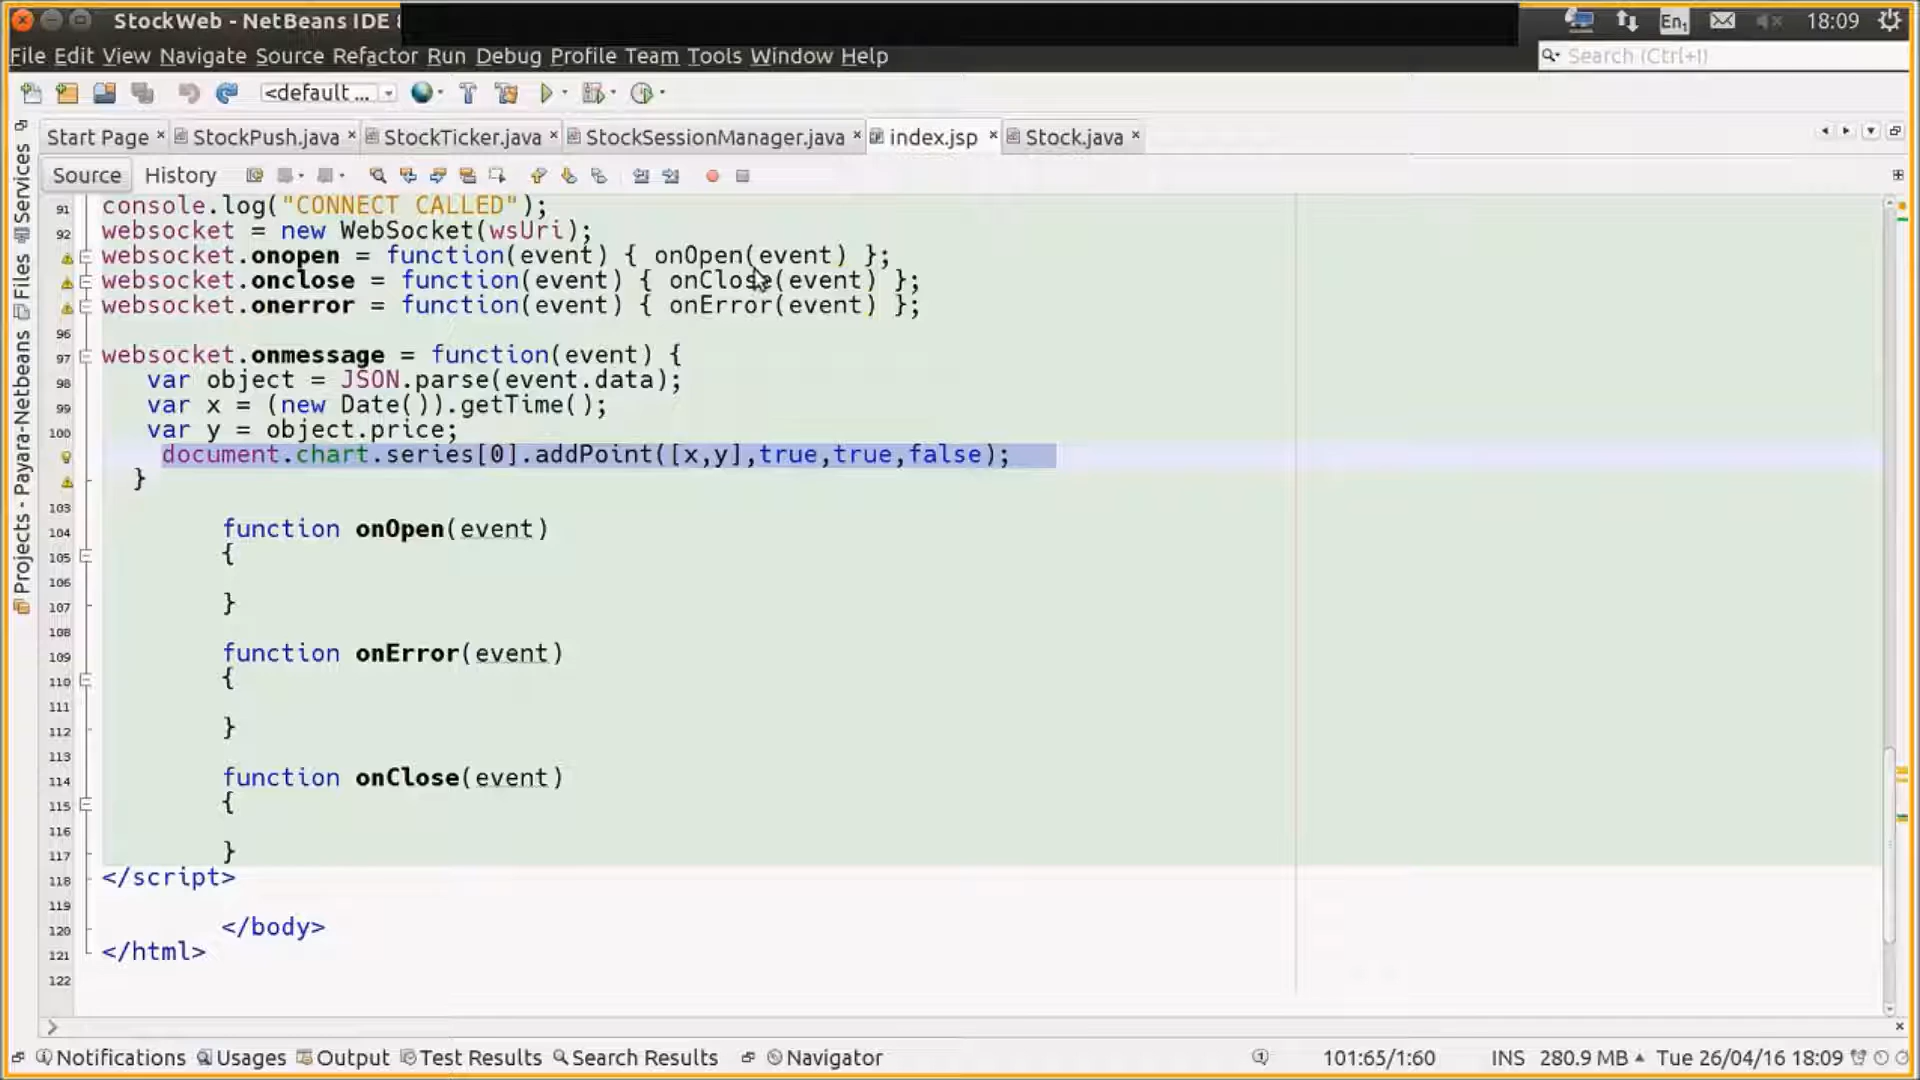 StockWeb - NetBeans IDE 8
En₁ 18:09
File Edit View Navigate Source Refactor Run Debug Profile Team Tools Window Help
Search (Ctrl+I)
<default ...
Start Page StockPush.java StockTicker.java StockSessionManager.java index.jsp Stock.java
Source History
Services
Files
Projects - Payara-Netbeans
91 console.log("CONNECT CALLED");
92 websocket = new WebSocket(wsUri);
websocket.onopen = function(event) { onOpen(event) };
websocket.onclose = function(event) { onClose(event) };
websocket.onerror = function(event) { onError(event) };
96
97 websocket.onmessage = function(event) {
98 var object = JSON.parse(event.data);
99 var x = (new Date()).getTime();
100 var y = object.price;
document.chart.series[0].addPoint([x,y],true,true,false);
}
103
104 function onOpen(event)
105 {
106
107 }
108
109 function onError(event)
110 {
111
112 }
113
114 function onClose(event)
115 {
116
117 }
118 </script>
119
120 </body>
121 </html>
122
Notifications Usages Output Test Results Search Results Navigator 101:65/1:60 INS 280.9 MB Tue 26/04/16 18:09